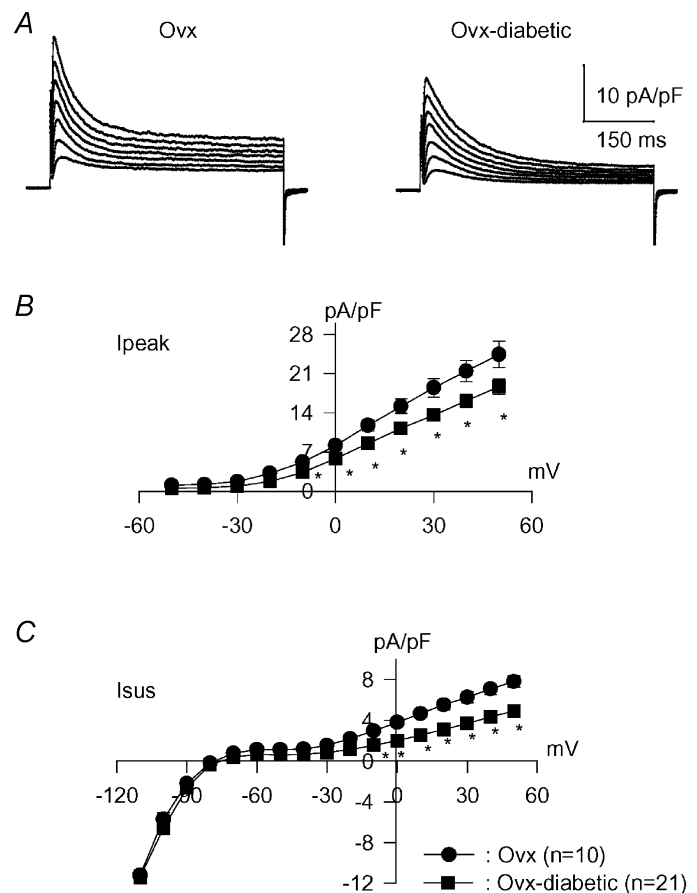 A
Ovx
Ovx-diabetic
10 pA/pF
150 ms
B
pA/pF
Ipeak
28
21
14
7
0
* * * * * * *
mV
-60 -30 0 30 60
C
pA/pF
Isus
8
4
0
-4
-8
-12
* * * * * * *
mV
-120 -90 -60 -30 0 30 60
: Ovx (n=10)
: Ovx-diabetic (n=21)